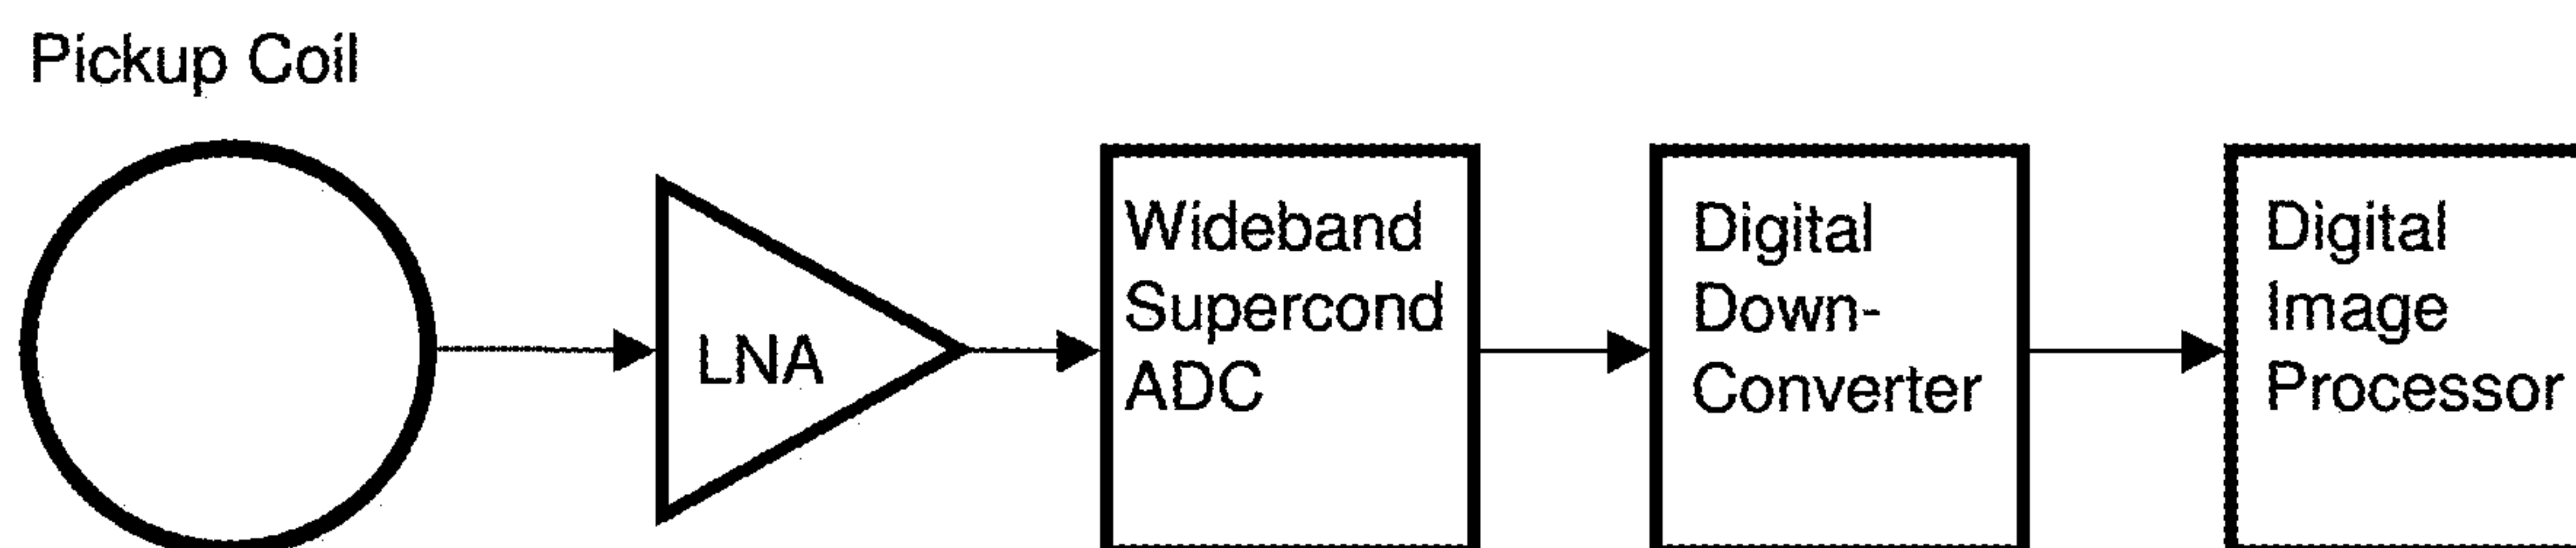 Pickup Coil
LNA
Wideband
Supercond
ADC
Digital
Down-
Converter
Digital
Image
Processor